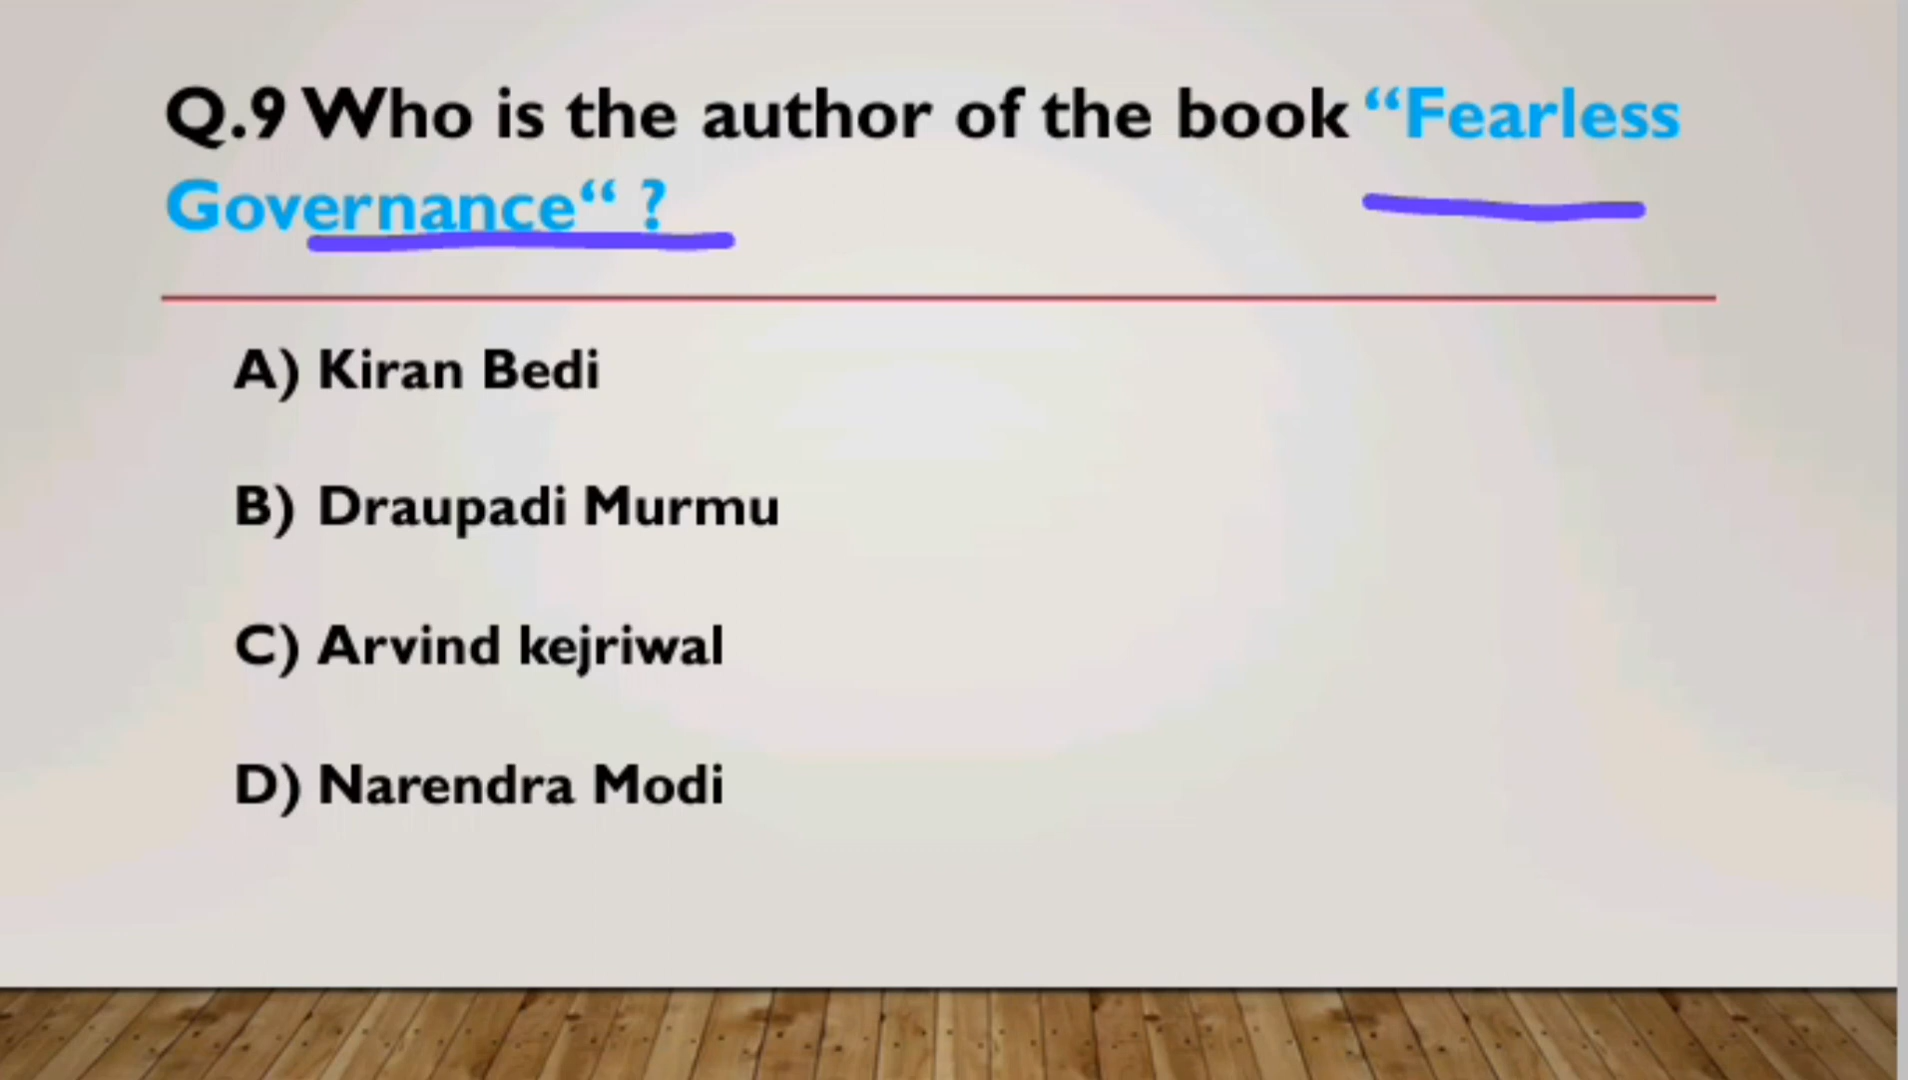 Q.9 Who is the author of the book “Fearless
Governance“ ?
A) Kiran Bedi
B) Draupadi Murmu
C) Arvind kejriwal
D) Narendra Modi